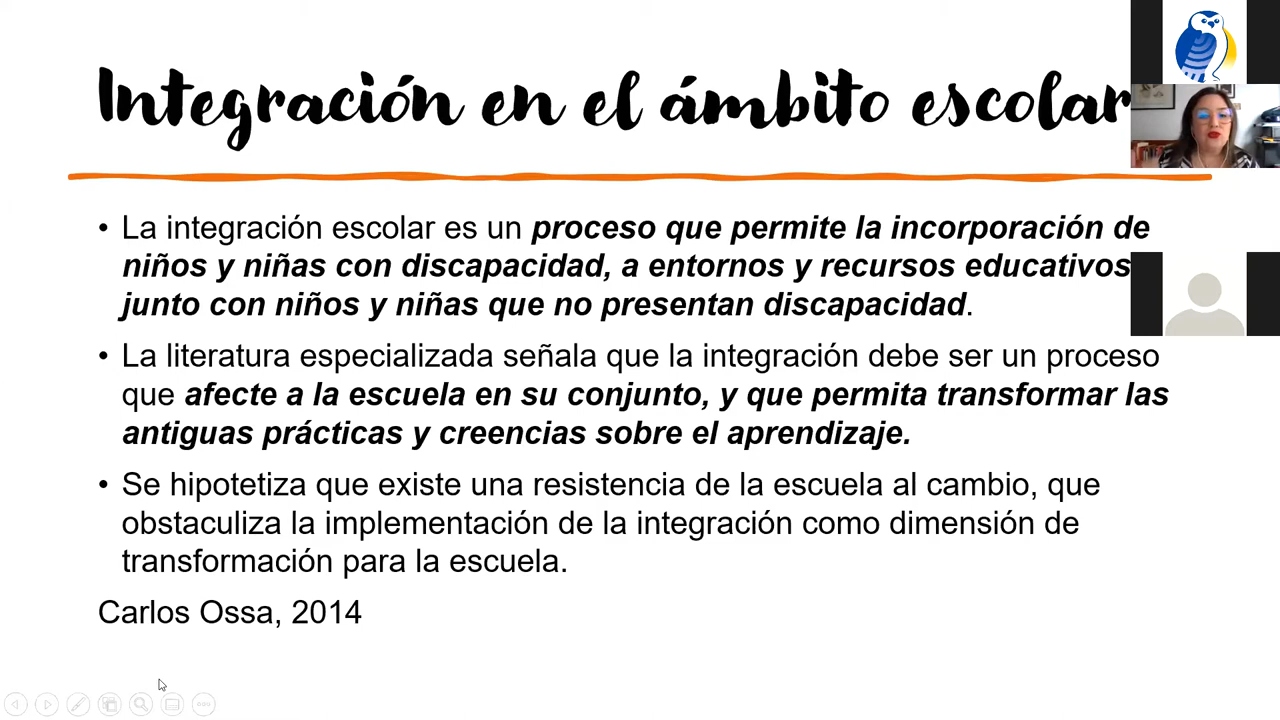 Integración en el ámbito escolar
• La integración escolar es un proceso que permite la incorporación de
niños y niñas con discapacidad, a entornos y recursos educativos
junto con niños y niñas que no presentan discapacidad.
• La literatura especializada señala que la integración debe ser un proceso
que afecte a la escuela en su conjunto, y que permita transformar las
antiguas prácticas y creencias sobre el aprendizaje.
• Se hipotetiza que existe una resistencia de la escuela al cambio, que
obstaculiza la implementación de la integración como dimensión de
transformación para la escuela.
Carlos Ossa, 2014